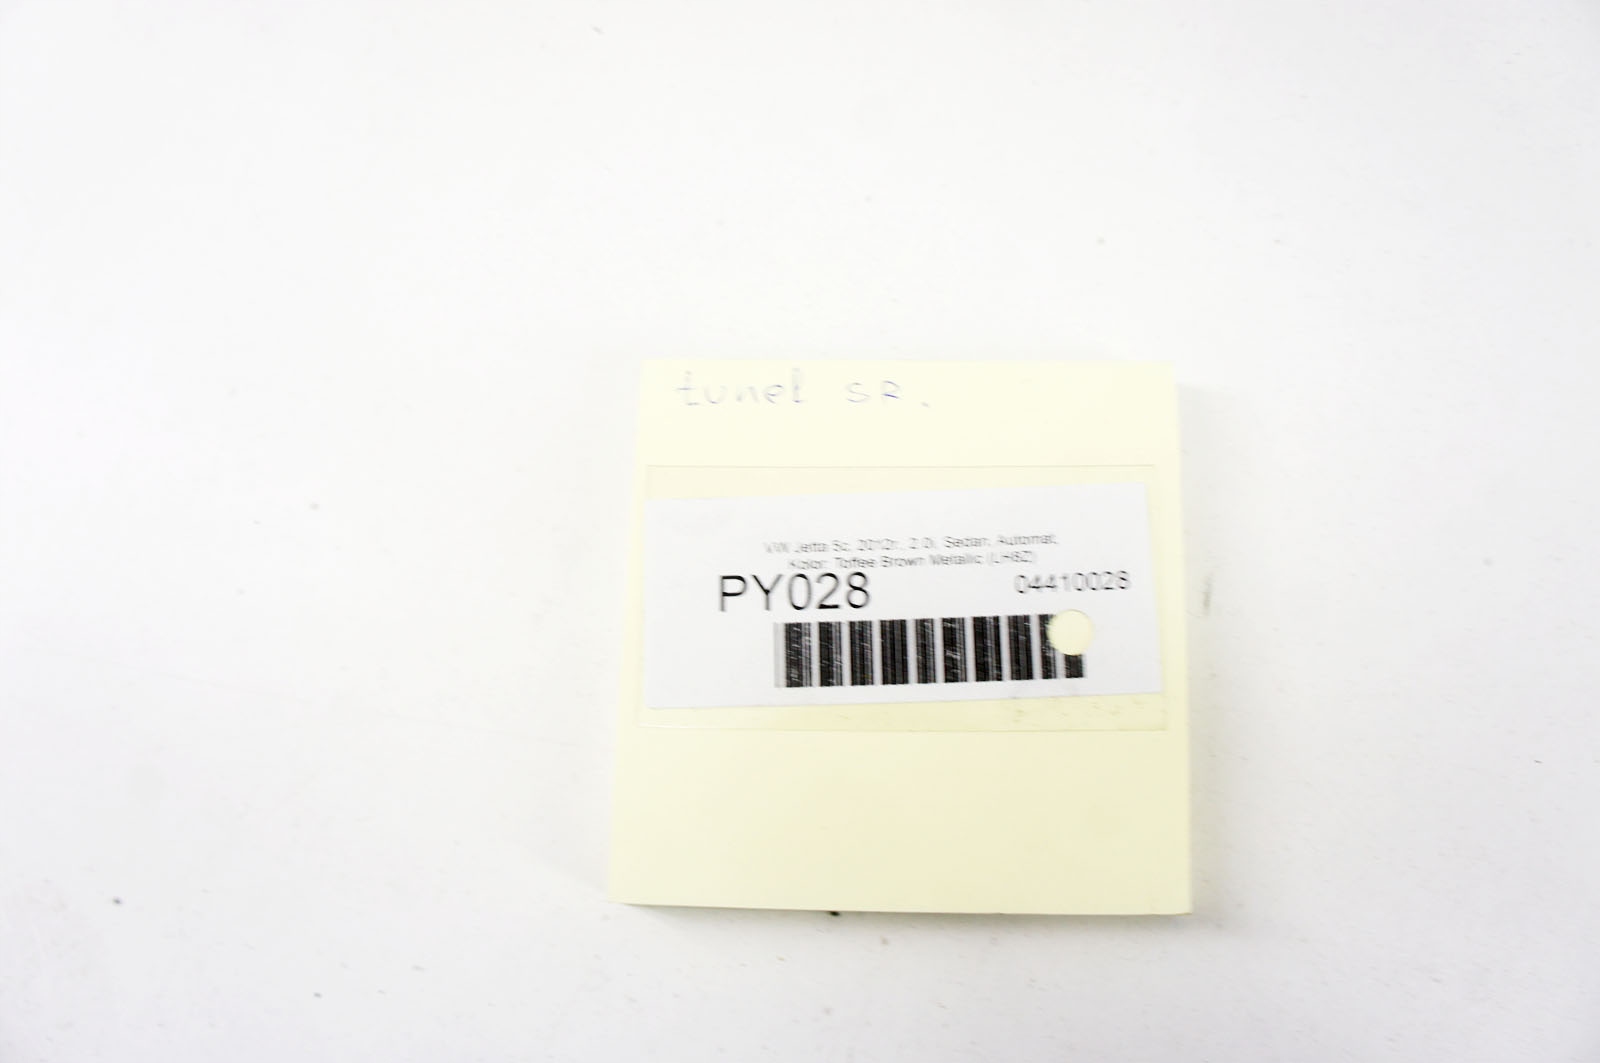 tunel SR.
VW Jetta 5c, 2012r., 2.0i, Sedan, Automat,
Kolor: Toffee Brown Metallic (LH8Z)
PY028 04410028